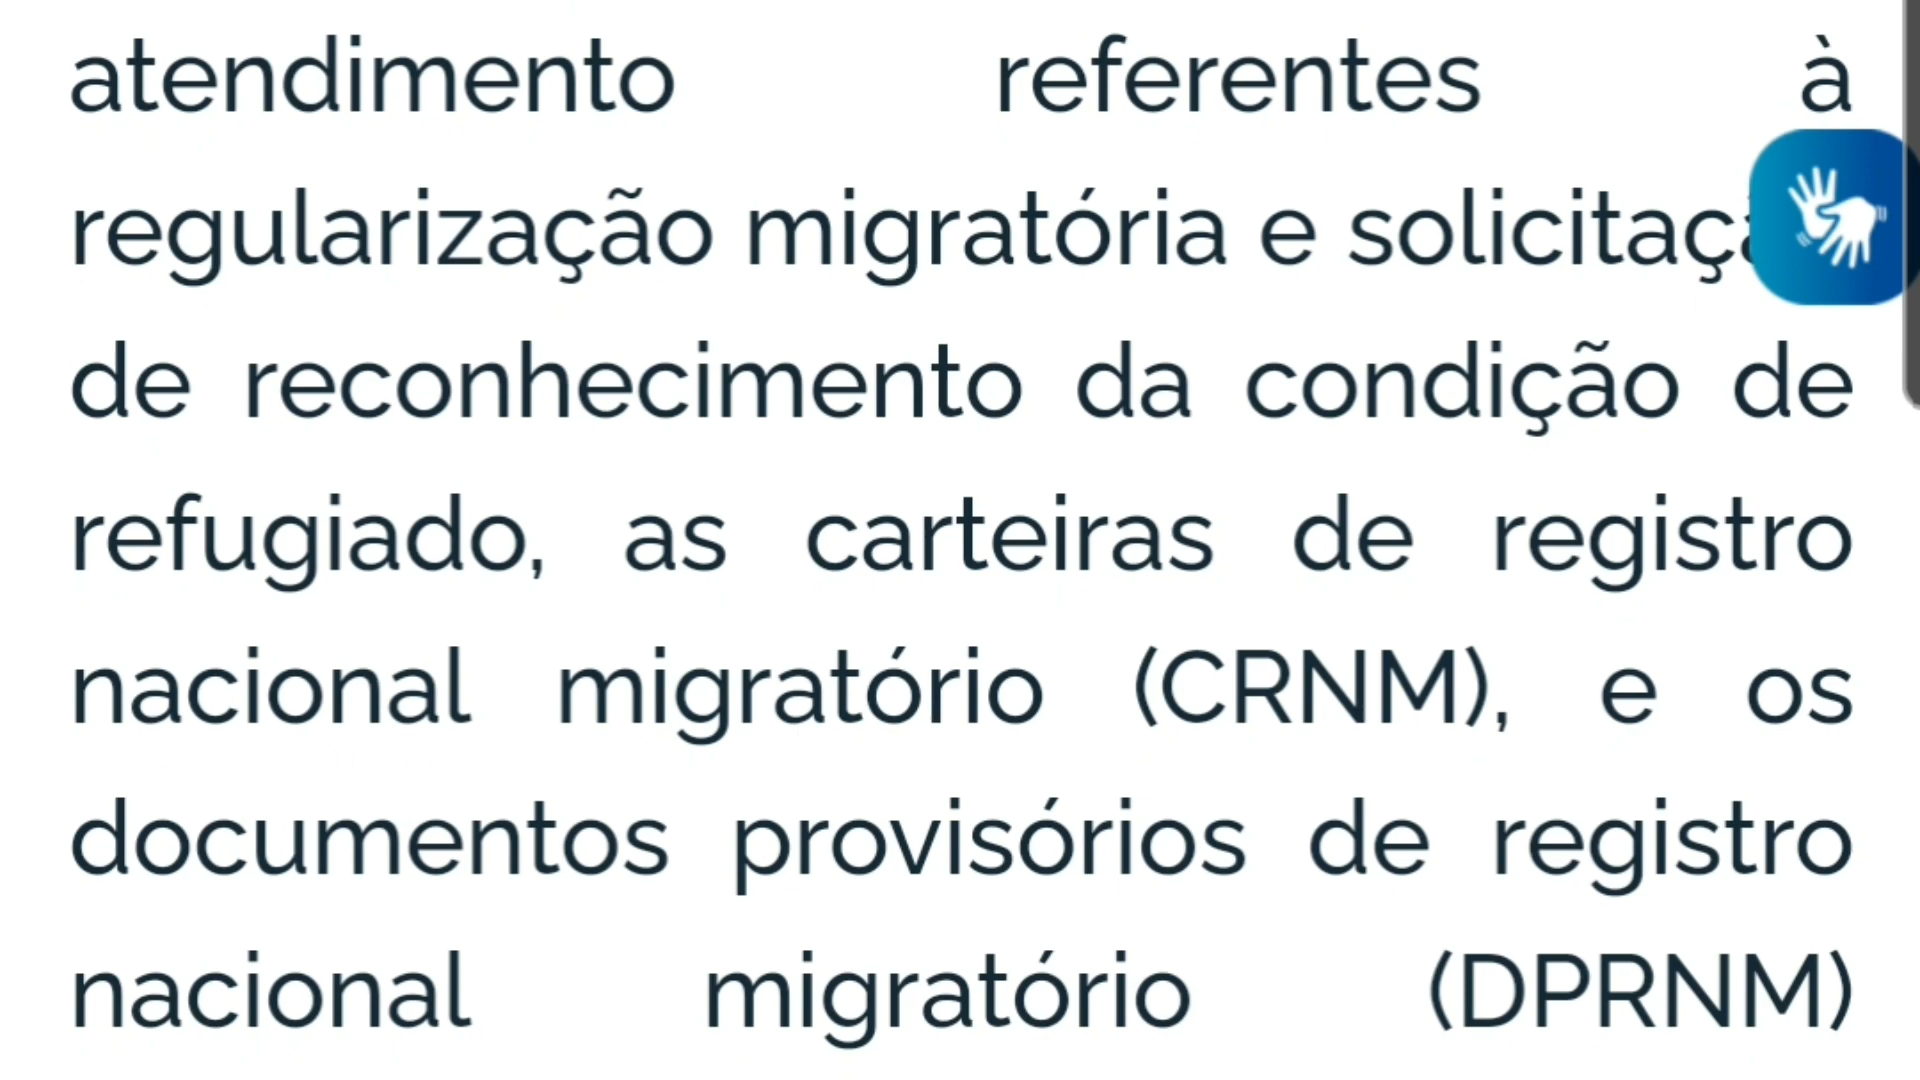 atendimento referentes à
regularização migratória e
de reconhecimento da condição de
refugiado, as carteiras de registro
nacional migratório (CRNM), e os
documentos provisórios de registro
nacional migratório (DPRNM)